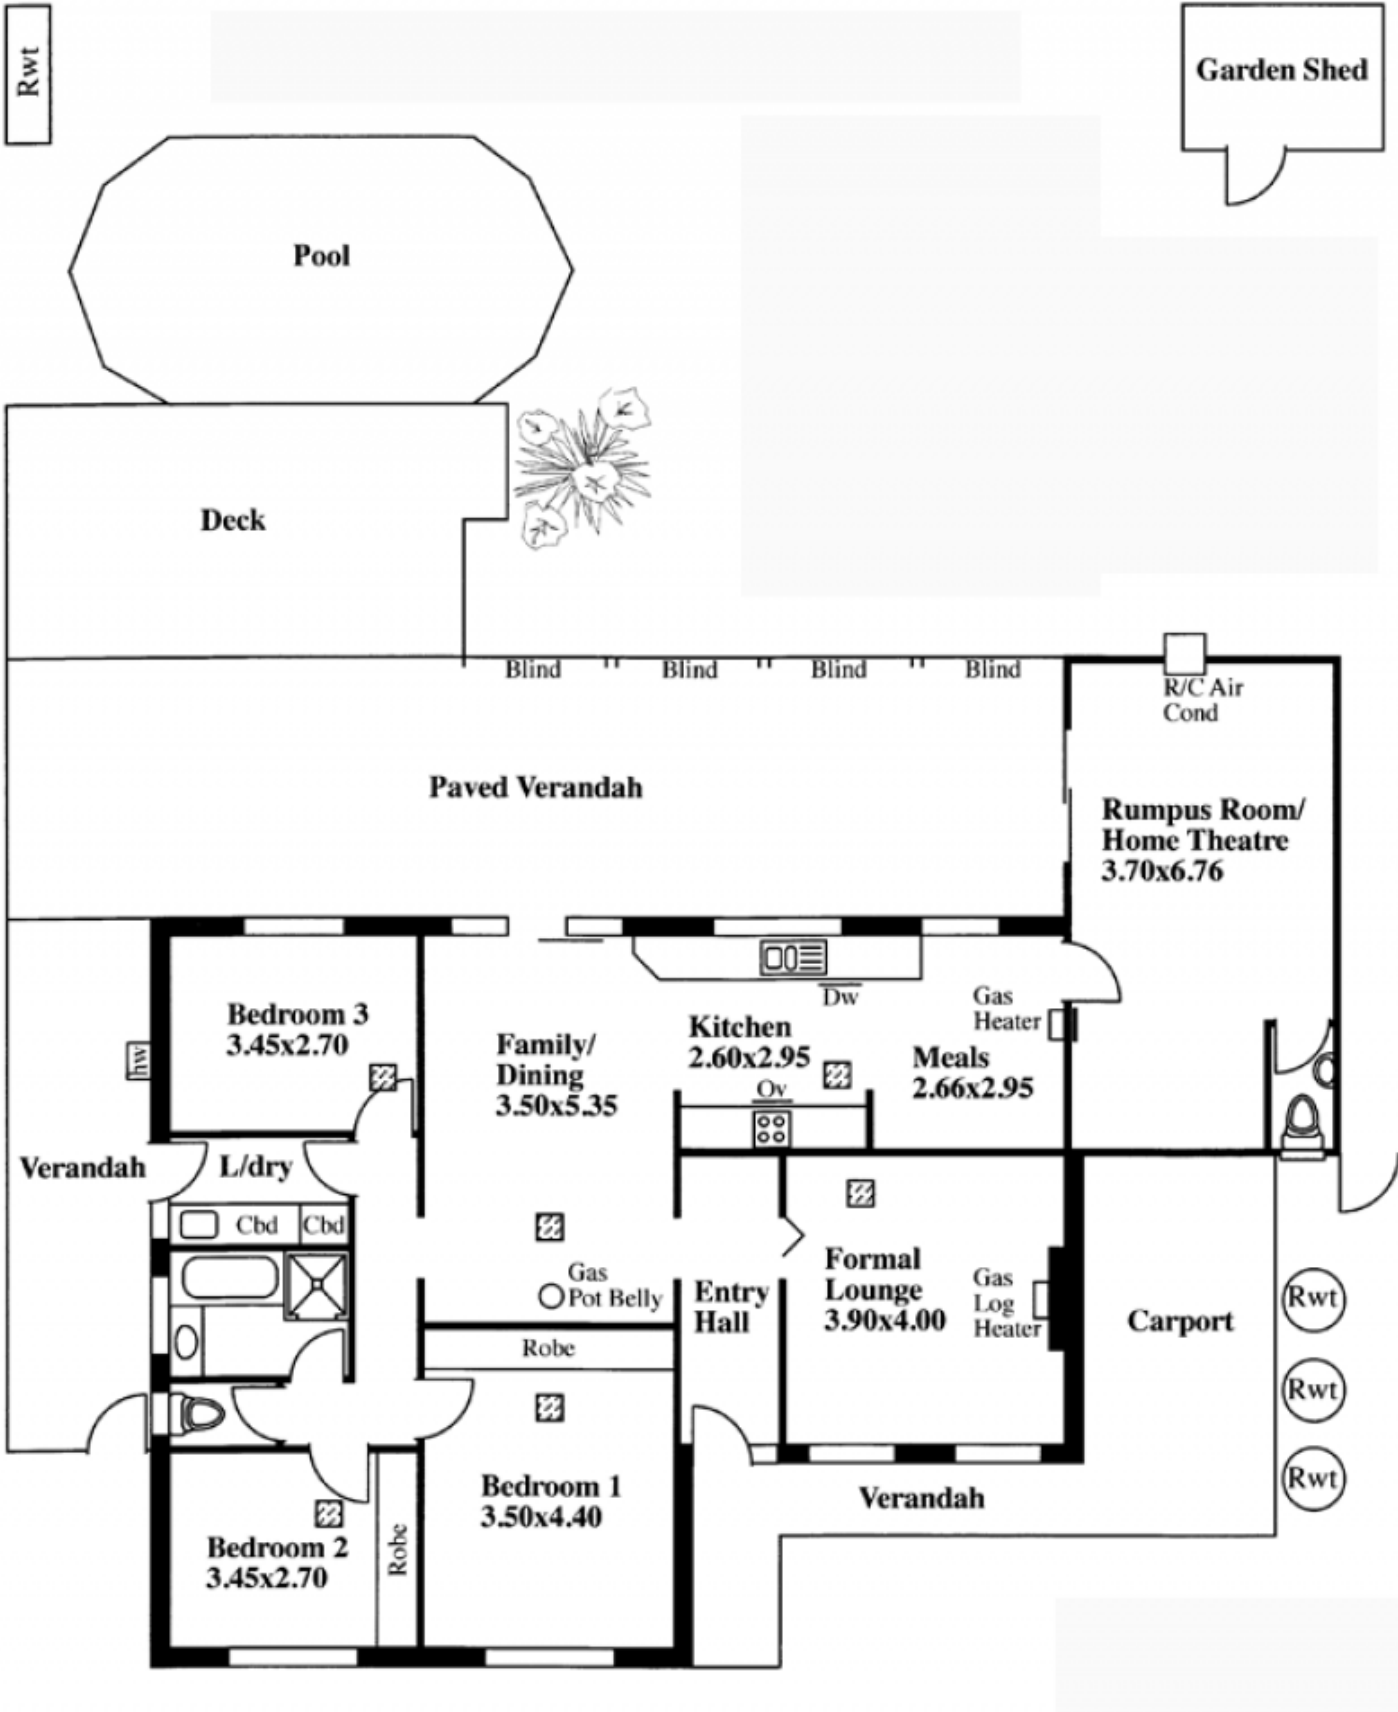 Rwt
Garden Shed
Pool
Deck
Blind
Blind
Blind
Blind
R/C Air
Cond
Paved Verandah
Rumpus Room/
Home Theatre
3.70x6.76
Bedroom 3
3.45x2.70
Family/
Dining
3.50x5.35
Kitchen
2.60x2.95
Dw
Ov
Gas
Heater
Meals
2.66x2.95
hw
Verandah
L/dry
Cbd
Cbd
Gas
Pot Belly
Entry
Hall
Formal
Lounge
3.90x4.00
Gas
Log
Heater
Carport
Rwt
Rwt
Rwt
Robe
Bedroom 1
3.50x4.40
Verandah
Bedroom 2
3.45x2.70
Robe